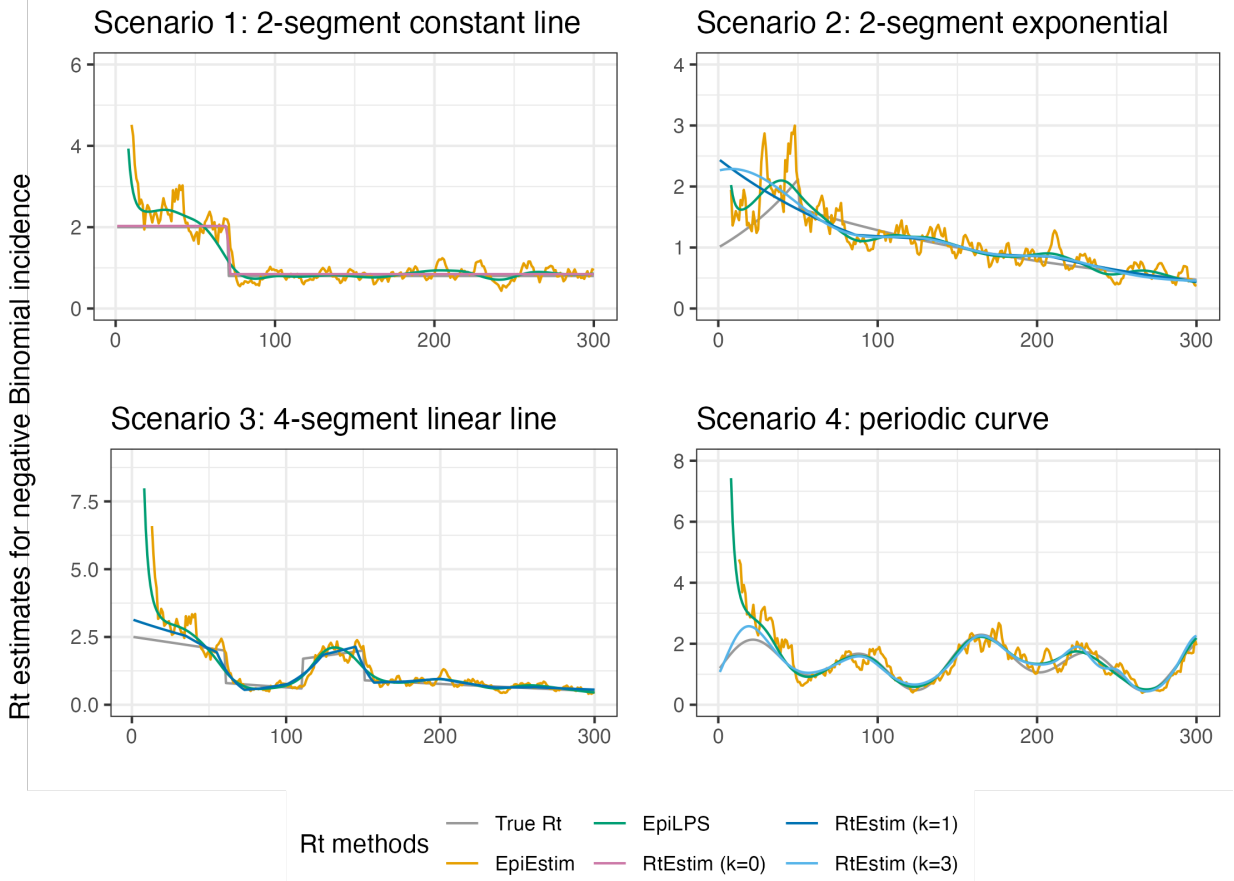 Scenario 1: 2-segment constant line
Scenario 2: 2-segment exponential
6
4
2
0
0 100 200 300
4
3
2
1
0
0 100 200 300
Rt estimates for negative Binomial incidence
Scenario 3: 4-segment linear line
Scenario 4: periodic curve
7.5
5.0
2.5
0.0
0 100 200 300
8
6
4
2
0
0 100 200 300
Rt methods
True Rt EpiLPS RtEstim (k=1)
EpiEstim RtEstim (k=0) RtEstim (k=3)